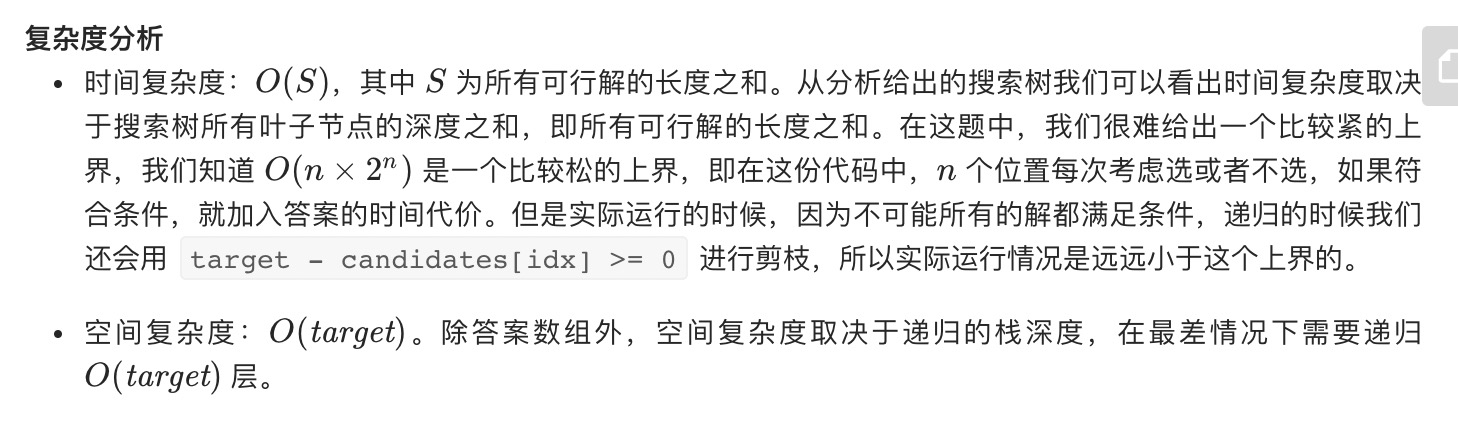 复杂度分析
• 时间复杂度：O(S)，其中 S 为所有可行解的长度之和。从分析给出的搜索树我们可以看出时间复杂度取决
于搜索树所有叶子节点的深度之和，即所有可行解的长度之和。在这题中，我们很难给出一个比较紧的上
界，我们知道 O(n × 2ⁿ) 是一个比较松的上界，即在这份代码中，n 个位置每次考虑选或者不选，如果符
合条件，就加入答案的时间代价。但是实际运行的时候，因为不可能所有的解都满足条件，递归的时候我们
还会用 target - candidates[idx] >= 0 进行剪枝，所以实际运行情况是远远小于这个上界的。
• 空间复杂度：O(target)。除答案数组外，空间复杂度取决于递归的栈深度，在最差情况下需要递归
O(target) 层。